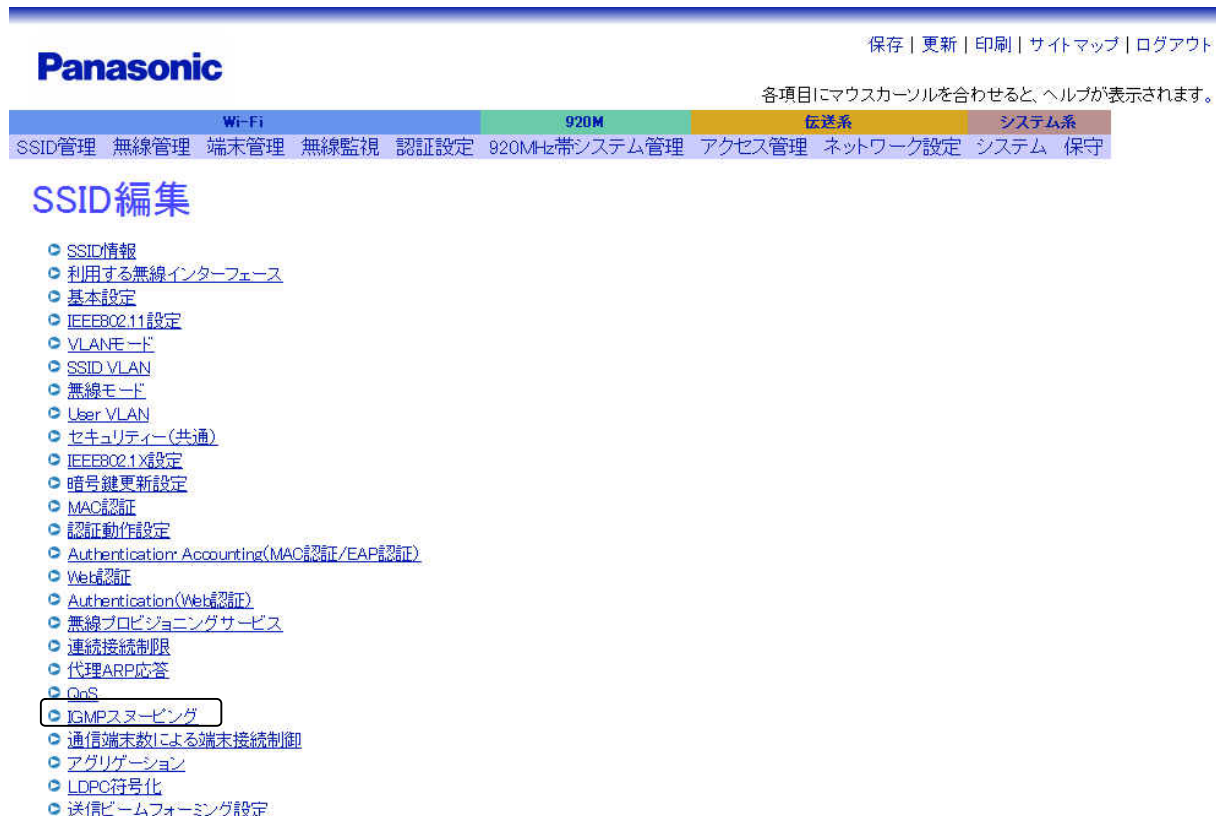 保存 | 更新 | 印刷 | サイトマップ | ログアウト
Panasonic
各項目にマウスカーソルを合わせると、ヘルプが表示されます。
Wi-Fi 920M 伝送系 システム系
SSID管理 無線管理 端末管理 無線監視 認証設定 920MHz帯システム管理 アクセス管理 ネットワーク設定 システム 保守
SSID編集
SSID情報
利用する無線インターフェース
基本設定
IEEE802.11設定
VLANモード
SSID VLAN
無線モード
User VLAN
セキュリティー(共通)
IEEE802.1X設定
暗号鍵更新設定
MAC認証
認証動作設定
Authentication・Accounting(MAC認証/EAP認証)
Web認証
Authentication(Web認証)
無線プロビジョニングサービス
連続接続制限
代理ARP応答
QoS
IGMPスヌーピング
通信端末数による端末接続制御
アグリゲーション
LDPC符号化
送信ビームフォーミング設定